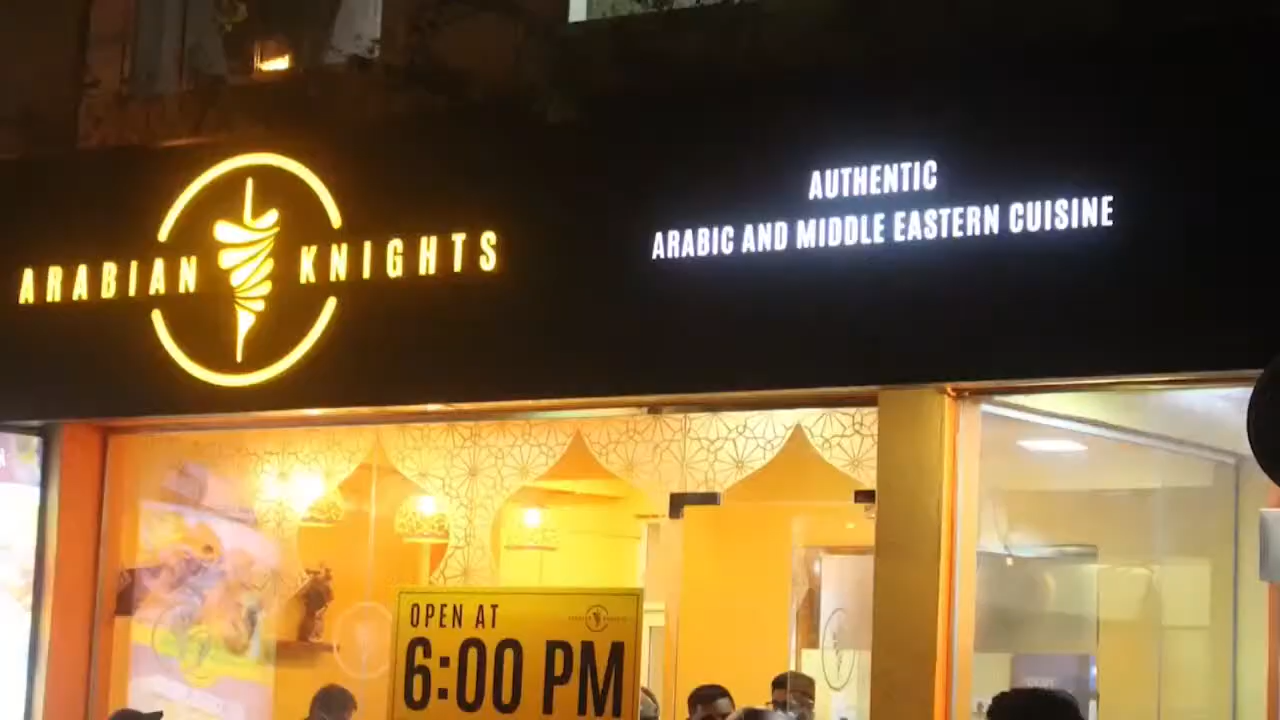 ARABIAN KNIGHTS
AUTHENTIC
ARABIC AND MIDDLE EASTERN CUISINE
OPEN AT
6:00 PM